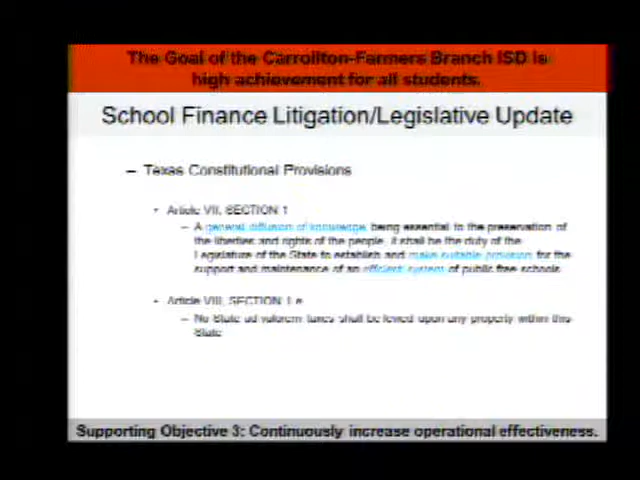 The Goal of the Carrollton-Farmers Branch ISD is
high achievement for all students.
School Finance Litigation/Legislative Update
– Texas Constitutional Provisions
• Article VII, SECTION 1
– A general diffusion of knowledge being essential to the preservation of
the liberties and rights of the people, it shall be the duty of the
Legislature of the State to establish and make suitable provision for the
support and maintenance of an efficient system of public free schools.
• Article VIII, SECTION 1 e
– No State ad valorem taxes shall be levied upon any property within this
State
Supporting Objective 3: Continuously increase operational effectiveness.